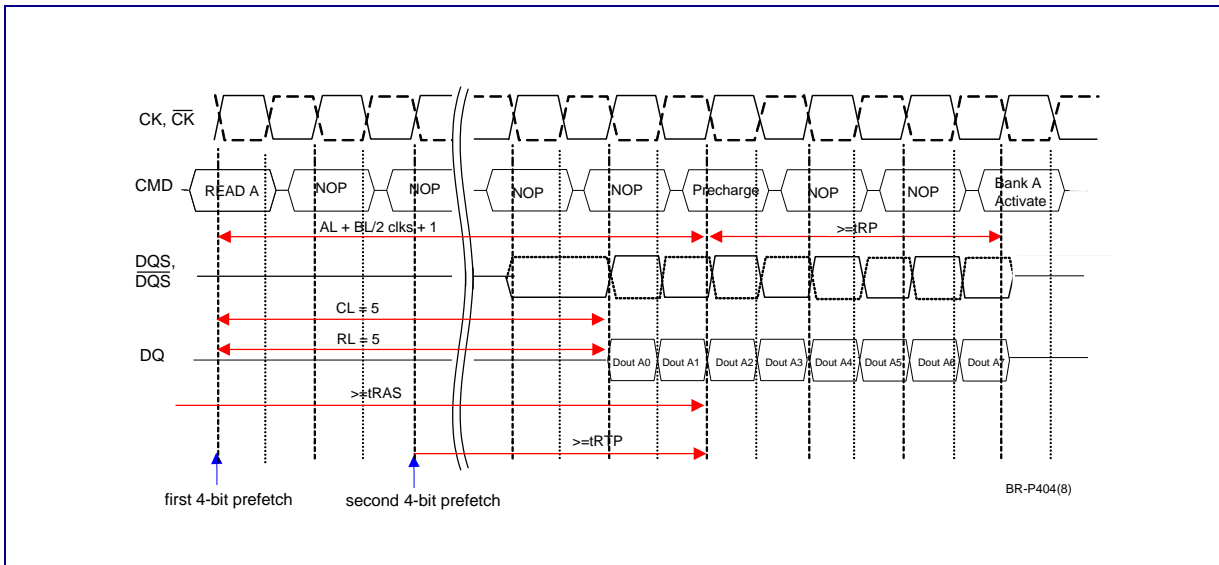 CK, CK
CMD
READ A
NOP
NOP
NOP
NOP
Precharge
NOP
NOP
Bank A
Activate
AL + BL/2 clks + 1
>=tRP
DQS,
DQS
CL = 5
RL = 5
DQ
Dout A0
Dout A1
Dout A2
Dout A3
Dout A4
Dout A5
Dout A6
Dout A7
>=tRAS
>=tRTP
first 4-bit prefetch
second 4-bit prefetch
BR-P404(8)